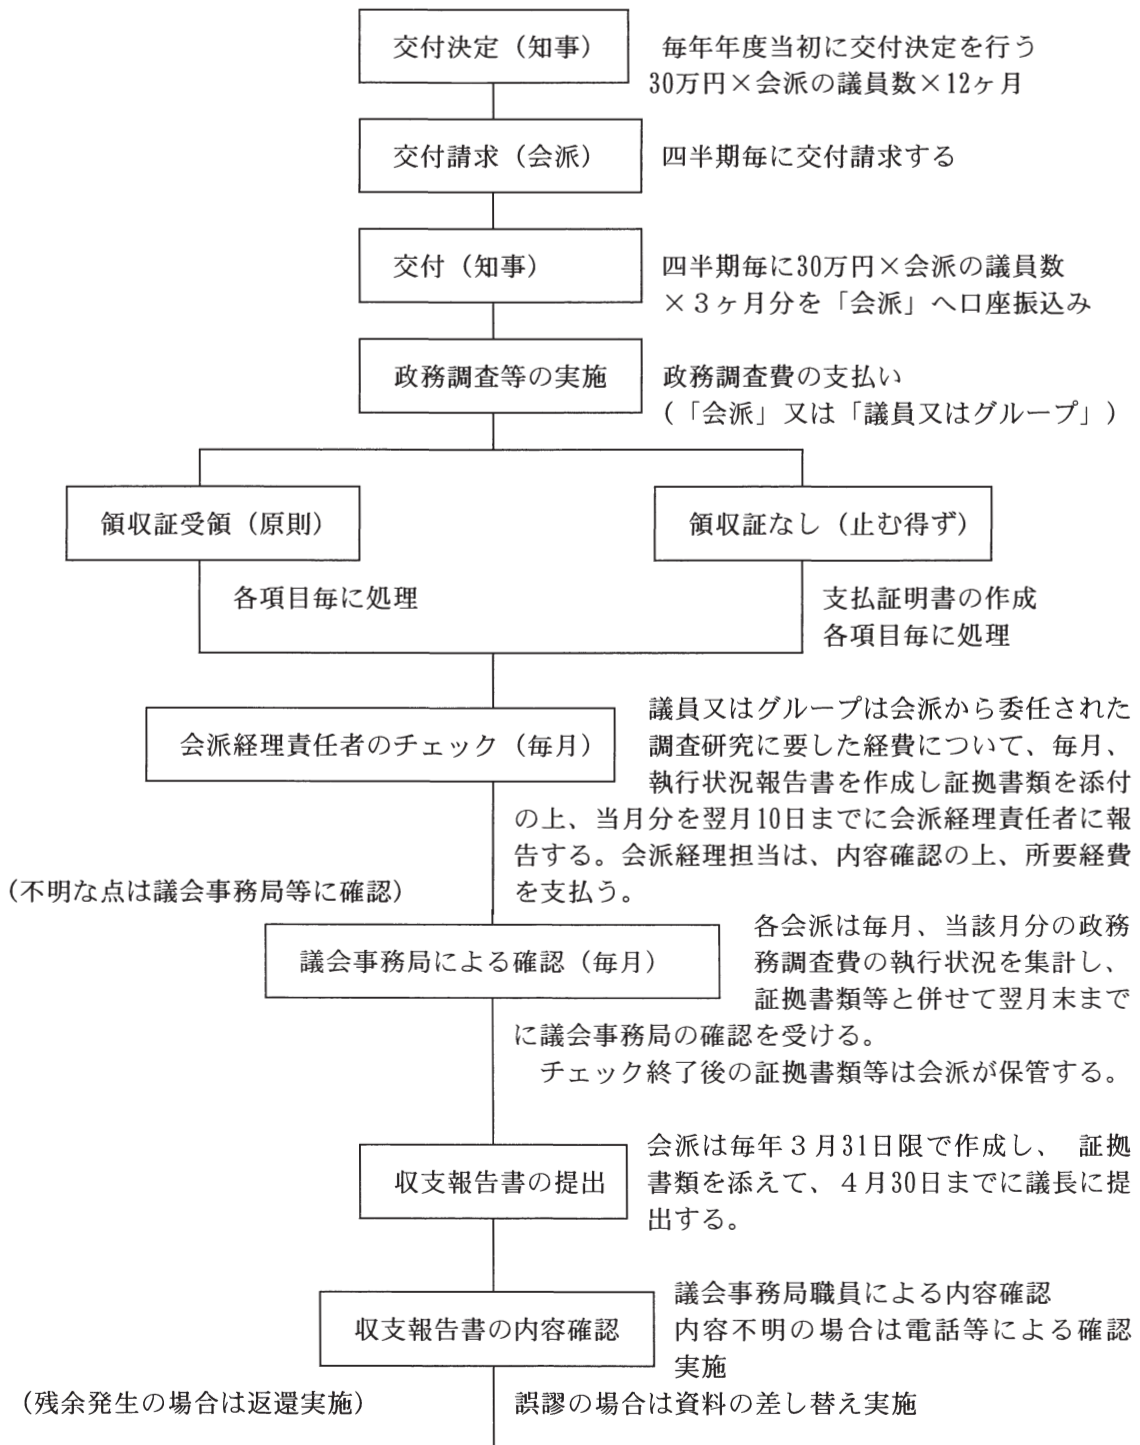 交付決定（知事）
毎年年度当初に交付決定を行う
30万円×会派の議員数×12ヶ月
交付請求（会派）
四半期毎に交付請求する
交付（知事）
四半期毎に30万円×会派の議員数
×３ヶ月分を「会派」へ口座振込み
政務調査等の実施
政務調査費の支払い
（「会派」又は「議員又はグループ」）
領収証受領（原則）
領収証なし（止む得ず）
各項目毎に処理
支払証明書の作成
各項目毎に処理
会派経理責任者のチェック（毎月）
議員又はグループは会派から委任された
調査研究に要した経費について、毎月、
執行状況報告書を作成し証拠書類を添付
の上、当月分を翌月10日までに会派経理責任者に報
告する。会派経理担当は、内容確認の上、所要経費
を支払う。
（不明な点は議会事務局等に確認）
議会事務局による確認（毎月）
各会派は毎月、当該月分の政務
務調査費の執行状況を集計し、
証拠書類等と併せて翌月末まで
に議会事務局の確認を受ける。
チェック終了後の証拠書類等は会派が保管する。
収支報告書の提出
会派は毎年３月31日限で作成し、 証拠
書類を添えて、４月30日までに議長に提
出する。
収支報告書の内容確認
議会事務局職員による内容確認
内容不明の場合は電話等による確認
実施
（残余発生の場合は返還実施）
誤謬の場合は資料の差し替え実施